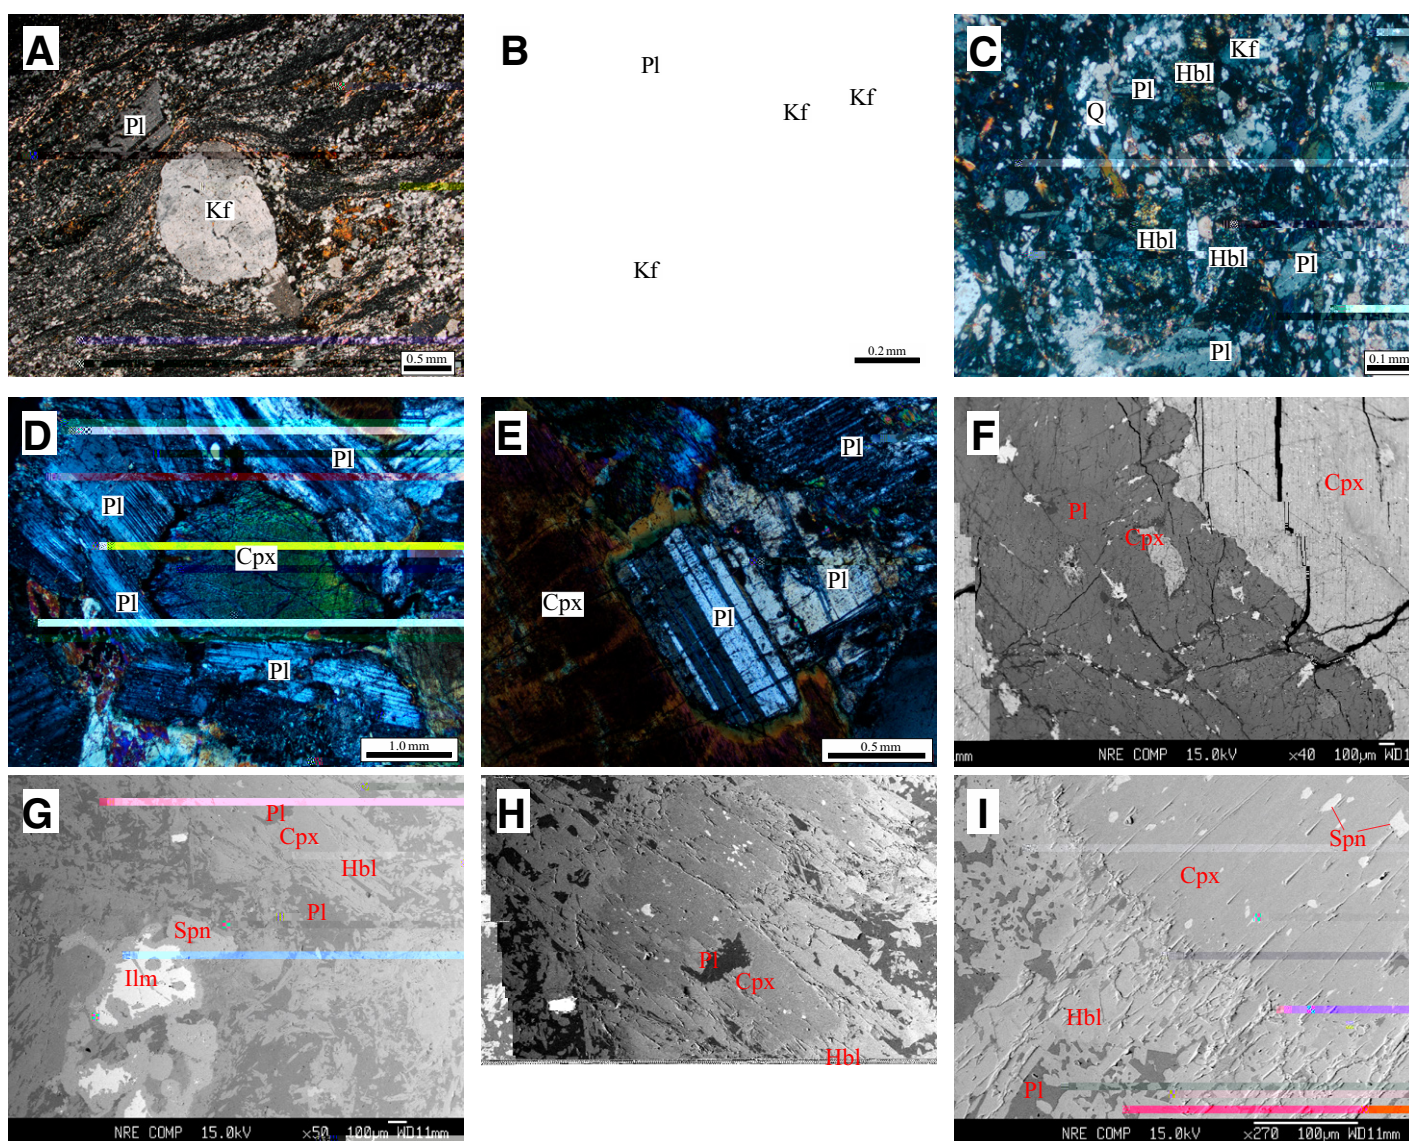 A
Pl
Kf
0.5 mm
B
Pl
Kf
Kf
Kf
0.2 mm
C
Kf
Hbl
Pl
Q
Hbl
Hbl
Pl
Pl
0.1 mm
D
Pl
Pl
Cpx
Pl
Pl
1.0 mm
E
Pl
Pl
Cpx
Pl
0.5 mm
F
Cpx
Pl
Cpx
mm NRE COMP 15.0kV ×40 100µm WD1
G
Pl
Cpx
Hbl
Pl
Spn
Ilm
NRE COMP 15.0kV ×50 100µm WD11mm
H
Pl
Cpx
Hbl
I
Spn
Cpx
Hbl
Pl
NRE COMP 15.0kV ×270 100µm WD11mm